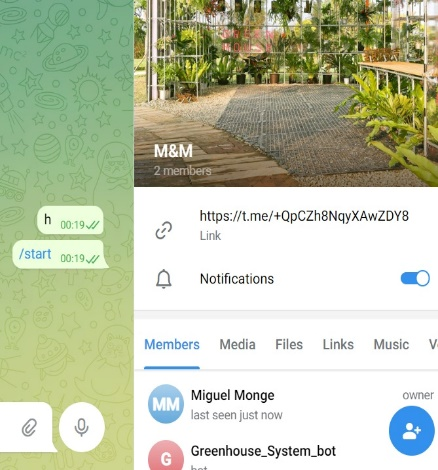 h
00:19
/start
00:19
M&M
2 members
https://t.me/+QpCZh8NqyXAwZDY8
Link
Notifications
Members Media Files Links Music
MM
Miguel Monge
owner
last seen just now
G
Greenhouse_System_bot